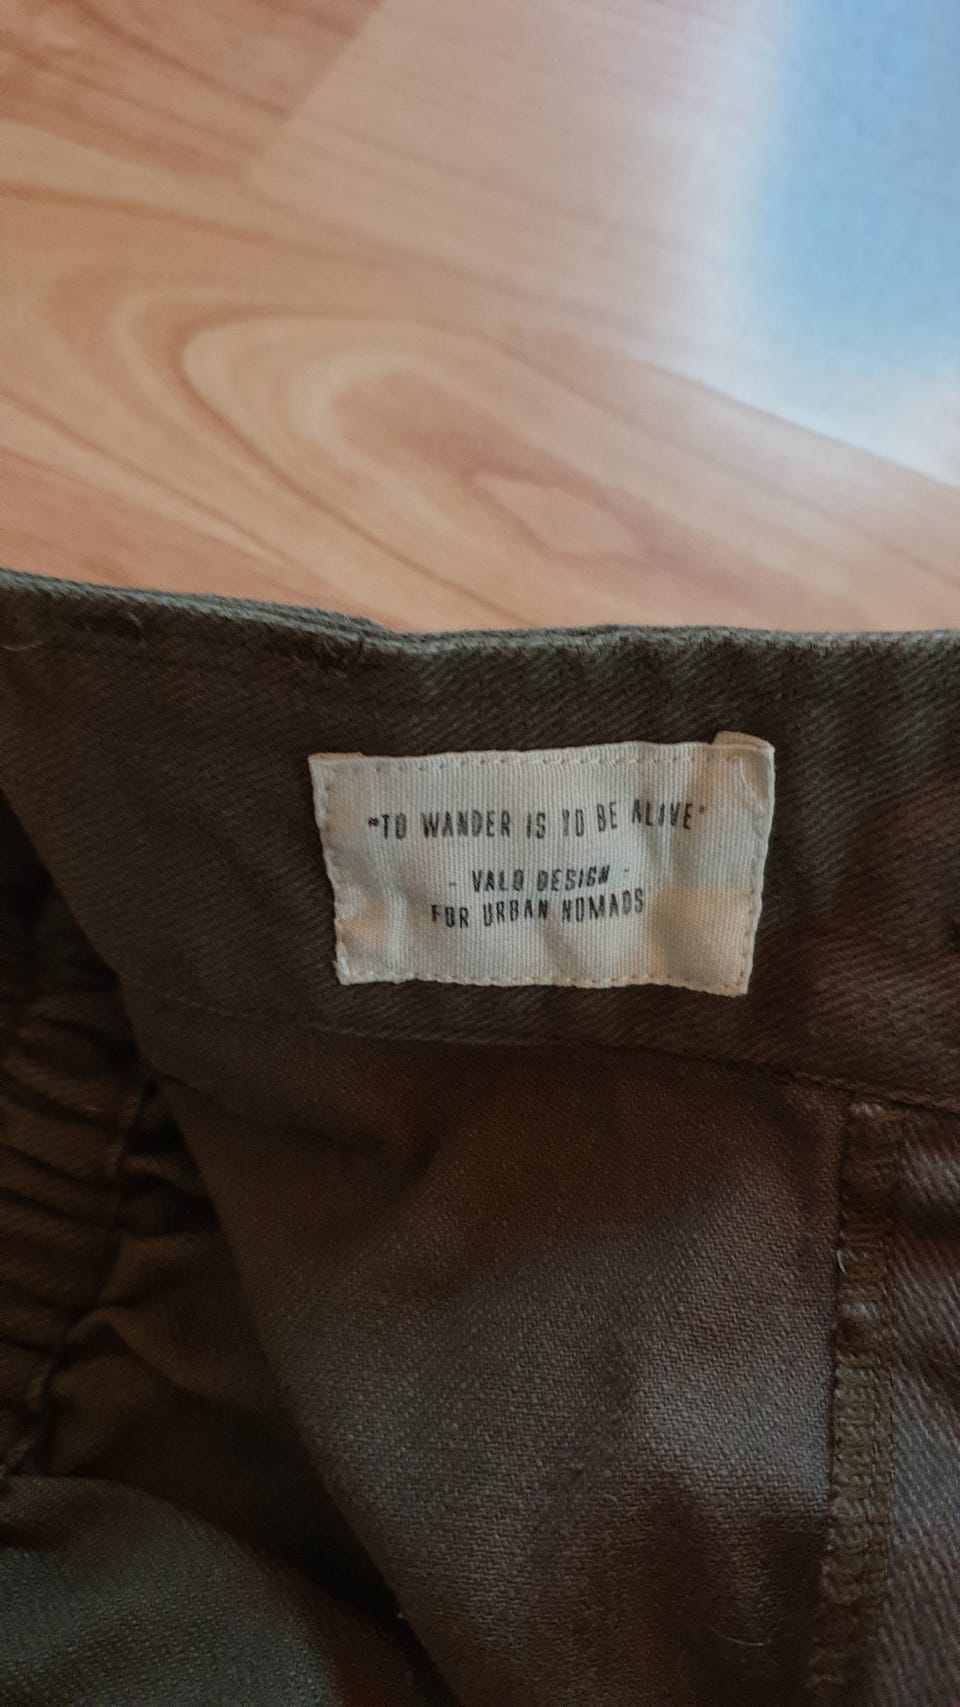 "TO WANDER IS TO BE ALIVE"
- VALO DESIGN -
FOR URBAN NOMADS